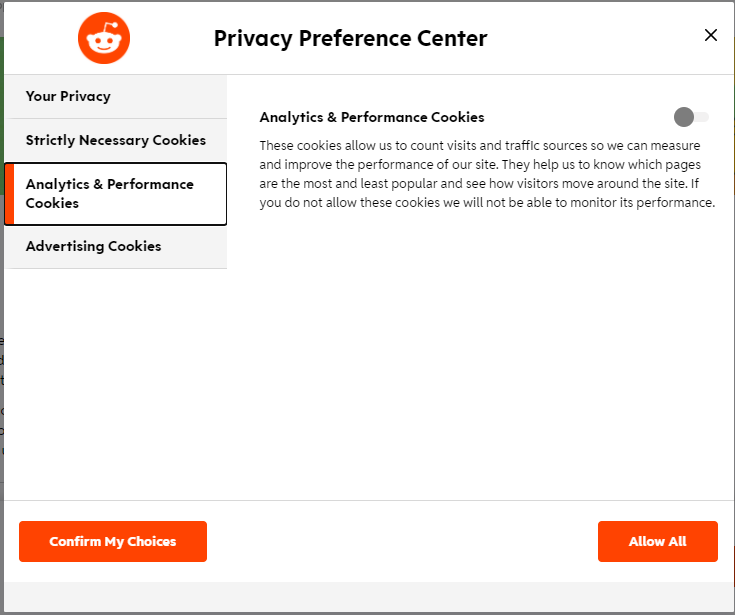 Privacy Preference Center
Your Privacy
Strictly Necessary Cookies
Analytics & Performance
Cookies
Advertising Cookies
Analytics & Performance Cookies
These cookies allow us to count visits and traffic sources so we can measure
and improve the performance of our site. They help us to know which pages
are the most and least popular and see how visitors move around the site. If
you do not allow these cookies we will not be able to monitor its performance.
Confirm My Choices
Allow All